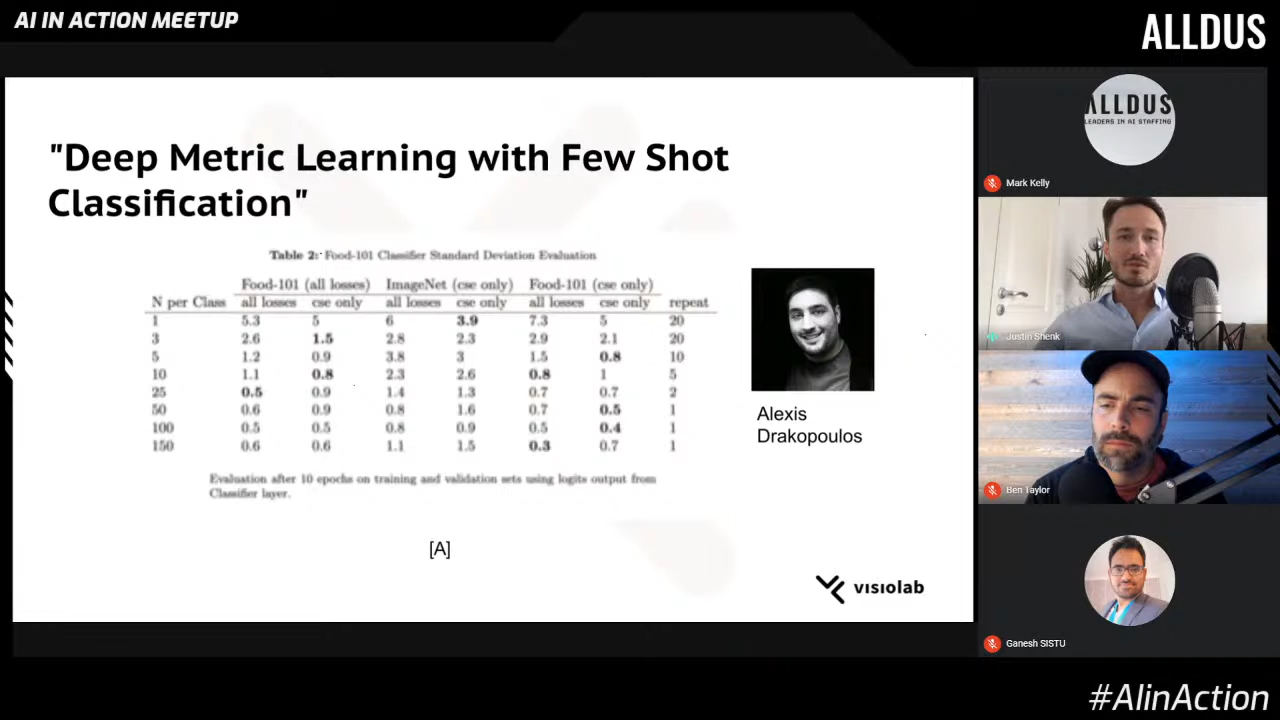 AI IN ACTION MEETUP
ALLDUS
"Deep Metric Learning with Few Shot
Classification"
Table 2: Food-101 Classifier Standard Deviation Evaluation
Food-101 (all losses) ImageNet (cse only) Food-101 (cse only)
N per Class all losses cse only all losses cse only all losses cse only repeat
1 5.3 5 6 3.9 7.3 5 20
3 2.6 1.5 2.8 2.3 2.9 2.1 20
5 1.2 0.9 3.8 3 1.5 0.8 10
10 1.1 0.8 2.3 2.6 0.8 1 5
25 0.5 0.9 1.4 1.3 0.7 0.7 2
50 0.6 0.9 0.8 1.6 0.7 0.5 1
100 0.5 0.5 0.8 0.9 0.5 0.4 1
150 0.6 0.6 1.1 1.5 0.3 0.7 1
Evaluation after 10 epochs on training and validation sets using logits output from
Classifier layer.
[A]
Alexis
Drakopoulos
visiolab
ALLDUS
LEADERS IN AI STAFFING
Mark Kelly
Justin Shenk
Ben Taylor
Ganesh SISTU
#AIinAction